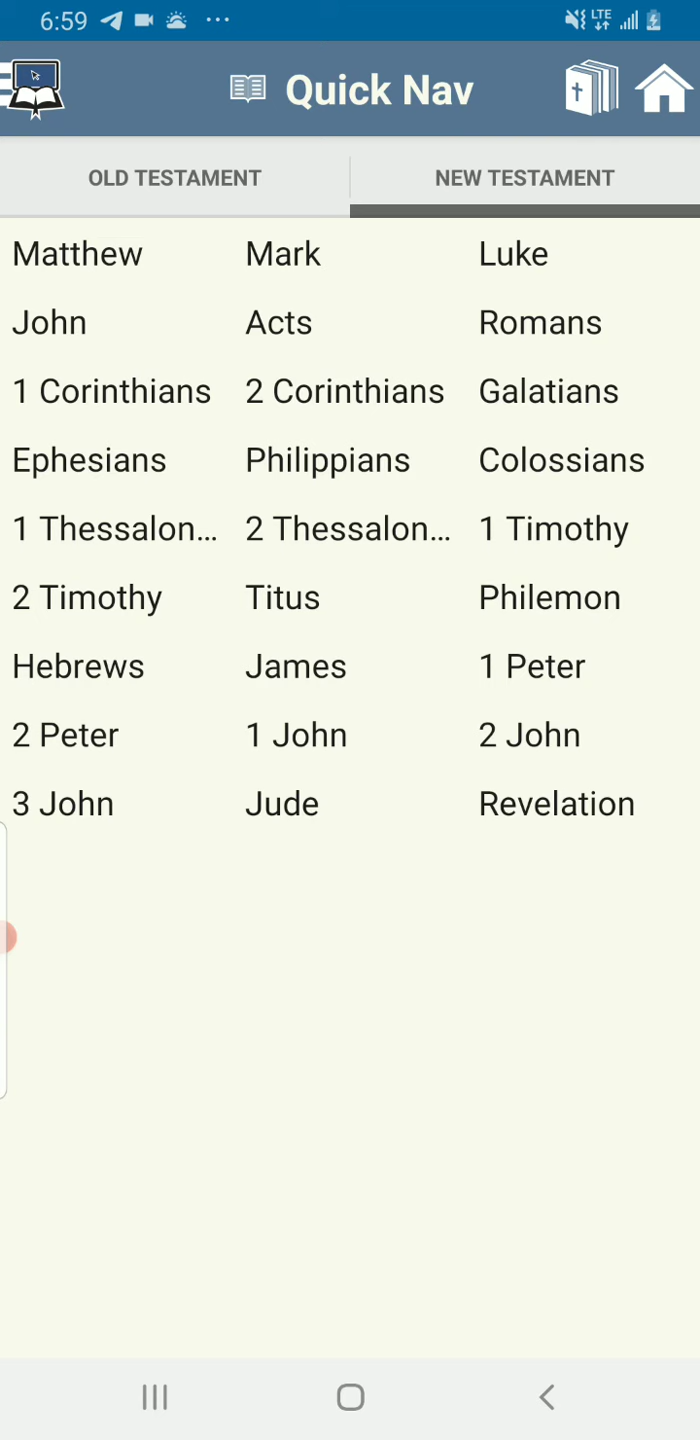 6:59 LTE
Quick Nav
OLD TESTAMENT NEW TESTAMENT
Matthew Mark Luke
John Acts Romans
1 Corinthians 2 Corinthians Galatians
Ephesians Philippians Colossians
1 Thessalon... 2 Thessalon... 1 Timothy
2 Timothy Titus Philemon
Hebrews James 1 Peter
2 Peter 1 John 2 John
3 John Jude Revelation